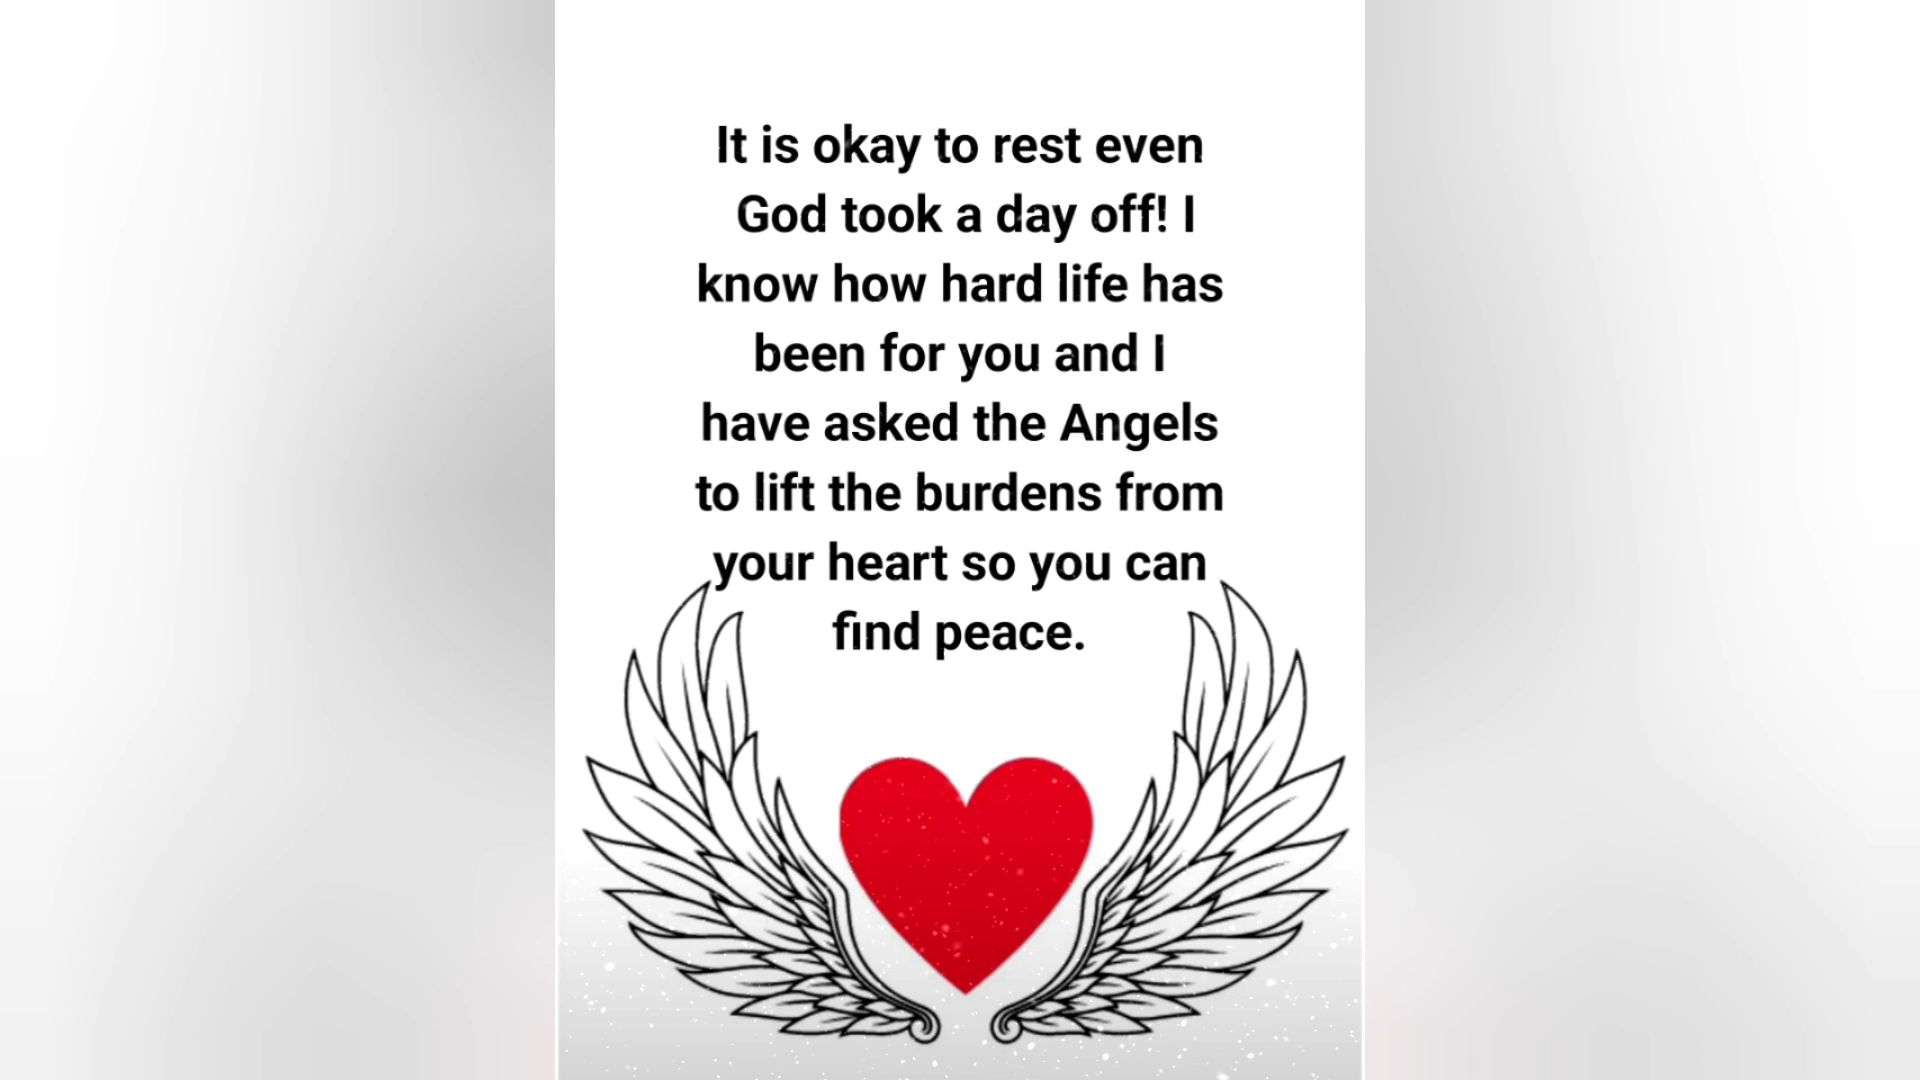 It is okay to rest even
God took a day off! I
know how hard life has
been for you and I
have asked the Angels
to lift the burdens from
your heart so you can
find peace.